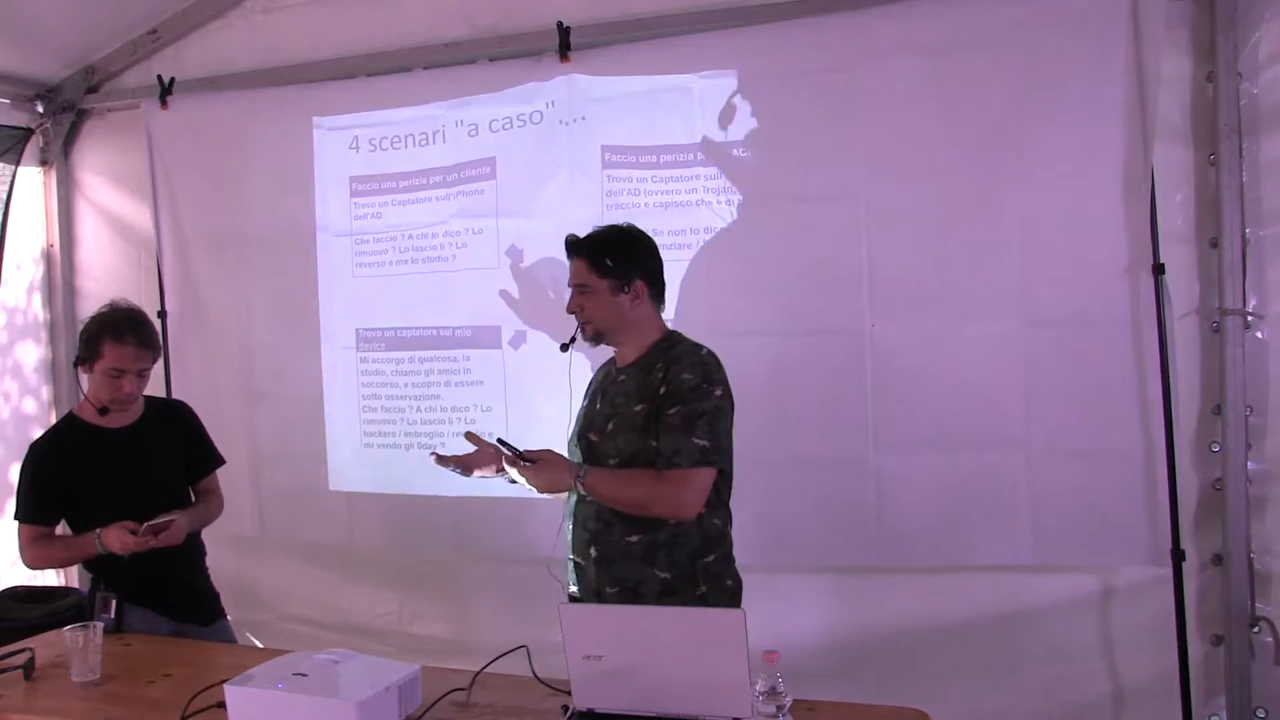 4 scenari "a caso" ...
Faccio una perizia per un cliente
Trovo un Captatore sull'iPhone
dell'AD
Che faccio ? A chi lo dico ? Lo
rimuovo ? Lo lascio lì ? Lo
reverso e me lo studio ?
Faccio una perizia p
Trovo un Captatore sull'
dell'AD (ovvero un Trojan,
traccio e capisco che è di
Se non lo dico
Trovo un captatore sul mio
device
Mi accorgo di qualcosa, la
studio, chiamo gli amici in
soccorso, e scopro di essere
sotto osservazione.
Che faccio ? A chi lo dico ? Lo
rimuovo ? Lo lascio lì ? Lo
hackero / imbroglio / reverso e
mi vendo gli 0day ?
acer